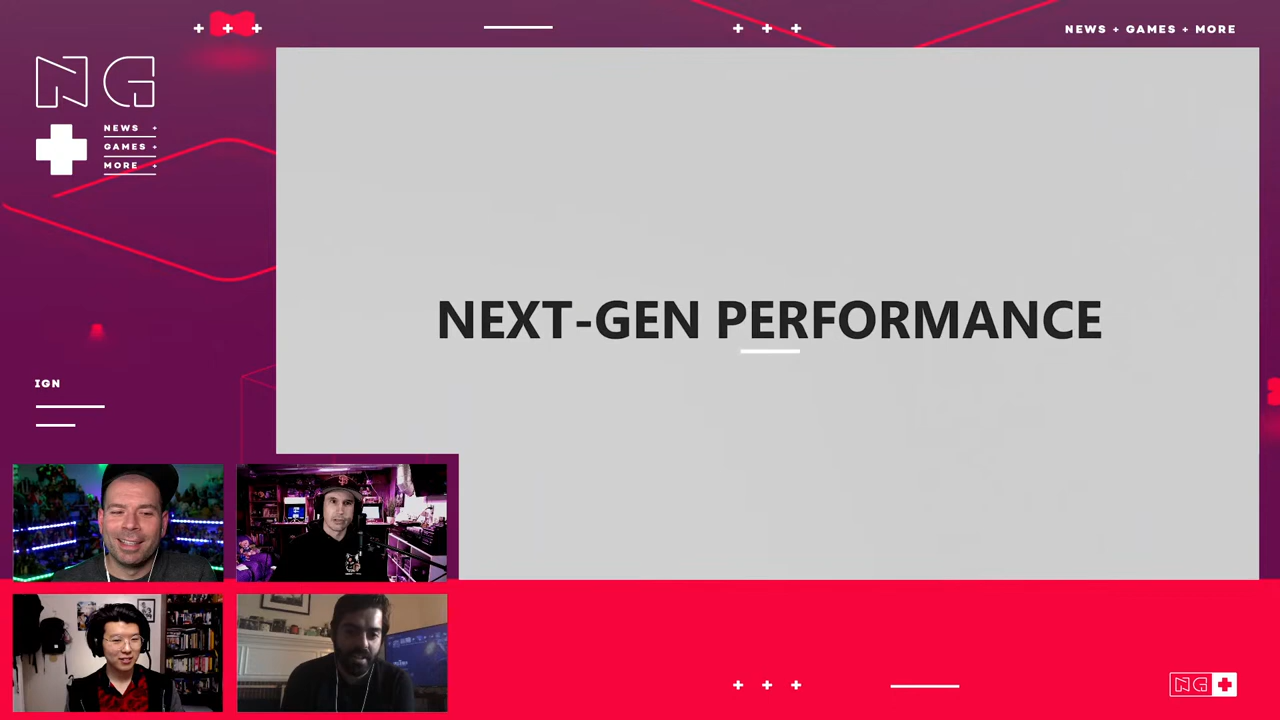 NEWS + GAMES + MORE
NG
NEWS +
GAMES +
MORE +
NEXT-GEN PERFORMANCE
IGN
NG